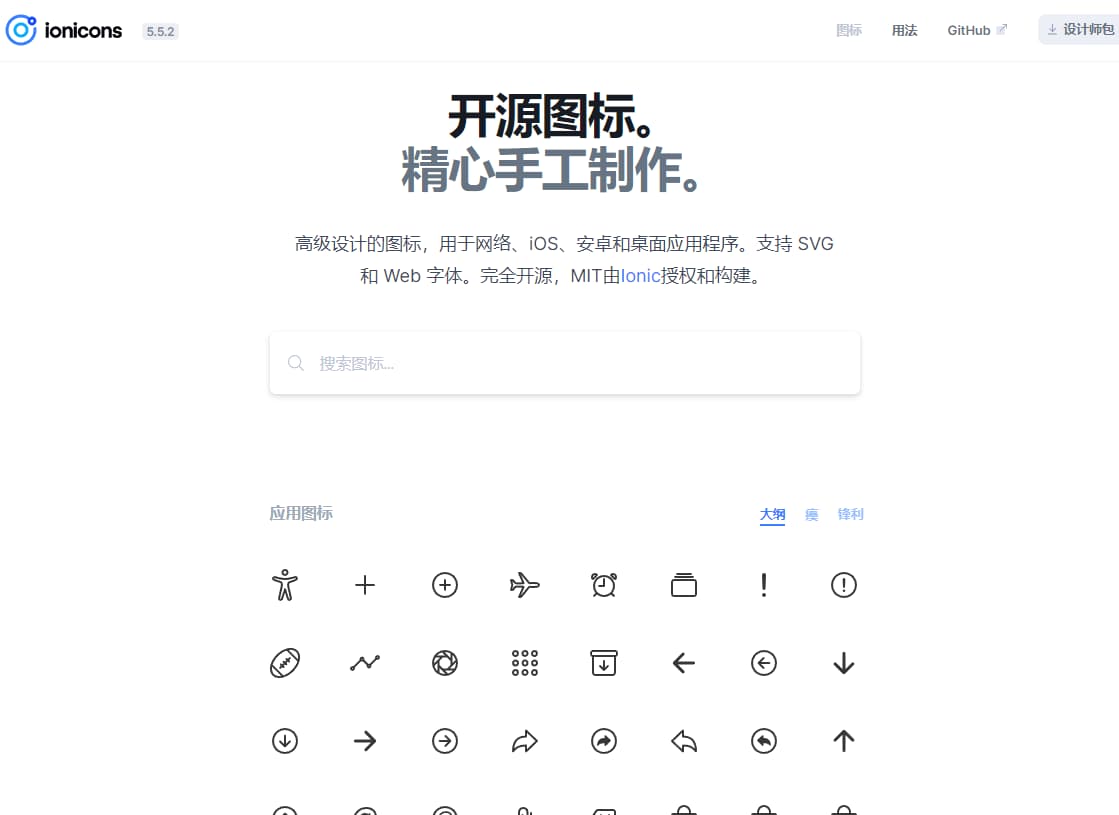 ionicons 5.5.2 图标 用法 GitHub 设计师包
开源图标。
精心手工制作。
高级设计的图标，用于网络、iOS、安卓和桌面应用程序。支持 SVG
和 Web 字体。完全开源，MIT由Ionic授权和构建。
搜索图标...
应用图标 大纲 瘘 锋利